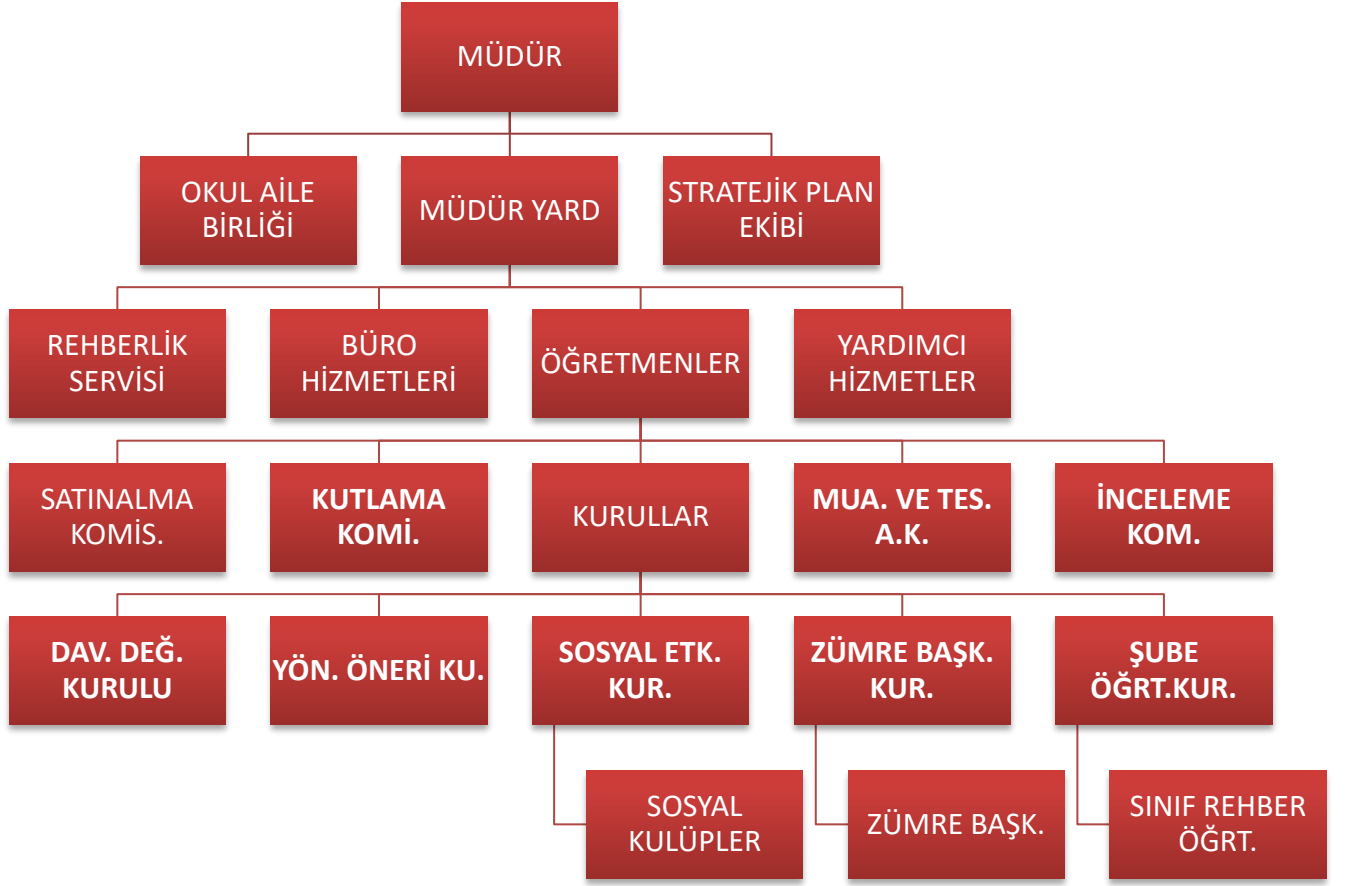 MÜDÜR
OKUL AİLE
BİRLİĞİ
MÜDÜR YARD
STRATEJİK PLAN
EKİBİ
REHBERLİK
SERVİSİ
BÜRO
HİZMETLERİ
ÖĞRETMENLER
YARDIMCI
HİZMETLER
SATINALMA
KOMİS.
KUTLAMA
KOMİ.
KURULLAR
MUA. VE TES.
A.K.
İNCELEME
KOM.
DAV. DEĞ.
KURULU
YÖN. ÖNERİ KU.
SOSYAL ETK.
KUR.
ZÜMRE BAŞK.
KUR.
ŞUBE
ÖĞRT.KUR.
SOSYAL
KULÜPLER
ZÜMRE BAŞK.
SINIF REHBER
ÖĞRT.